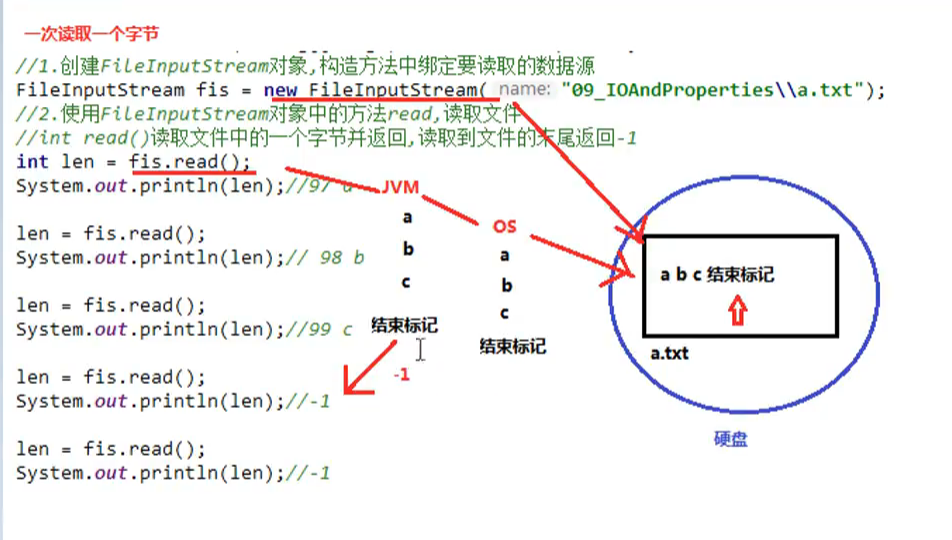 一次读取一个字节
//1.创建FileInputStream对象,构造方法中绑定要读取的数据源
FileInputStream fis = new FileInputStream( name: "09_IOAndProperties\\a.txt");
//2.使用FileInputStream对象中的方法read,读取文件
//int read()读取文件中的一个字节并返回,读取到文件的末尾返回-1
int len = fis.read();
System.out.println(len);//97 a
len = fis.read();
System.out.println(len);// 98 b
len = fis.read();
System.out.println(len);//99 c
len = fis.read();
System.out.println(len);//-1
len = fis.read();
System.out.println(len);//-1
JVM
a
b
c
结束标记
-1
OS
a
b
c
结束标记
a b c 结束标记
a.txt
硬盘